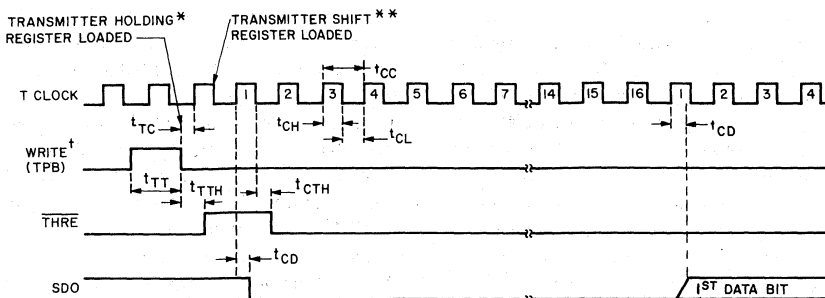 TRANSMITTER HOLDING* TRANSMITTER SHIFT**
REGISTER LOADED REGISTER LOADED
tCC
T CLOCK 1 2 3 4 5 6 7 14 15 16 1 2 3 4
tTC tCH tCL tCD
WRITE†
(TPB)
tTT tTTH tCTH
THRE
tCD
SDO 1ST DATA BIT